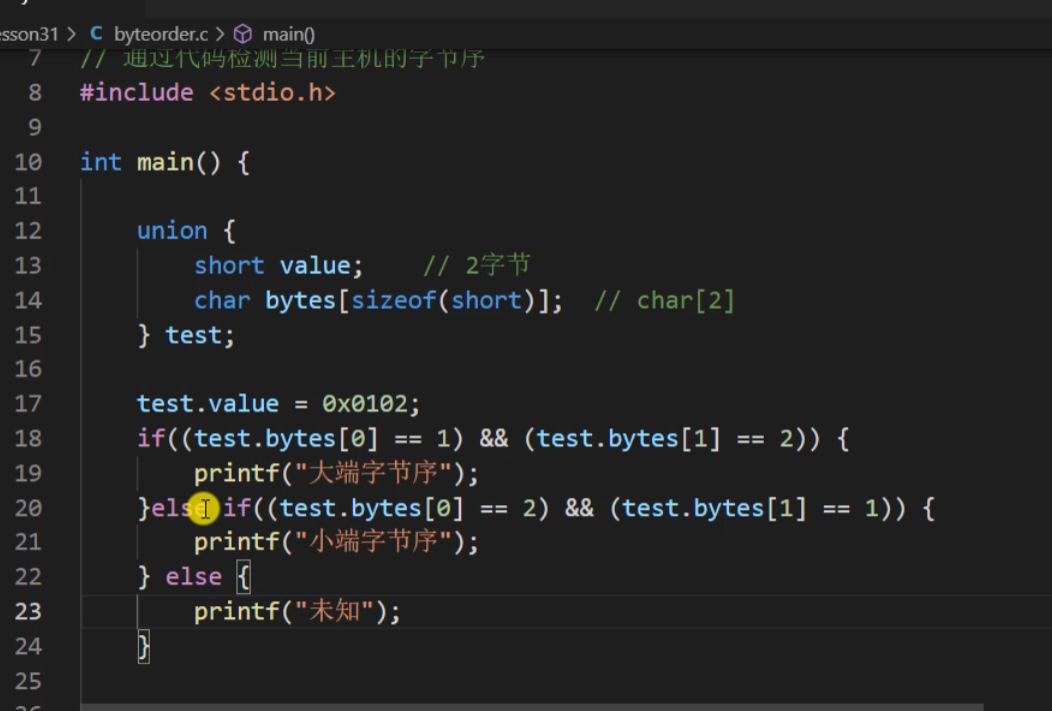 esson31 > C byteorder.c > main()
7 // 通过代码检测当前主机的字节序
8 #include <stdio.h>
9
10 int main() {
11
12 union {
13 short value; // 2字节
14 char bytes[sizeof(short)]; // char[2]
15 } test;
16
17 test.value = 0x0102;
18 if((test.bytes[0] == 1) && (test.bytes[1] == 2)) {
19 printf("大端字节序");
20 }else if((test.bytes[0] == 2) && (test.bytes[1] == 1)) {
21 printf("小端字节序");
22 } else {
23 printf("未知");
24 }
25